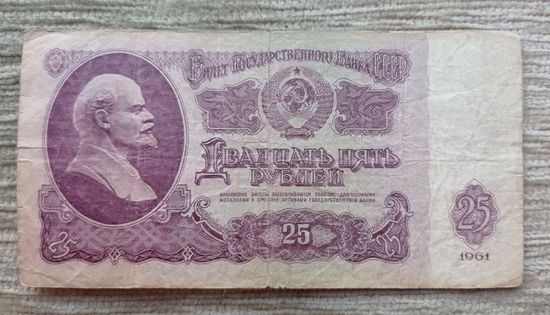 Билет Государственного Банка СССР
Двадцать пять
рублей
Банковские билеты обеспечиваются золотом, драгоценными
металлами и прочими активами Государственного банка
25
25
25
25
1961